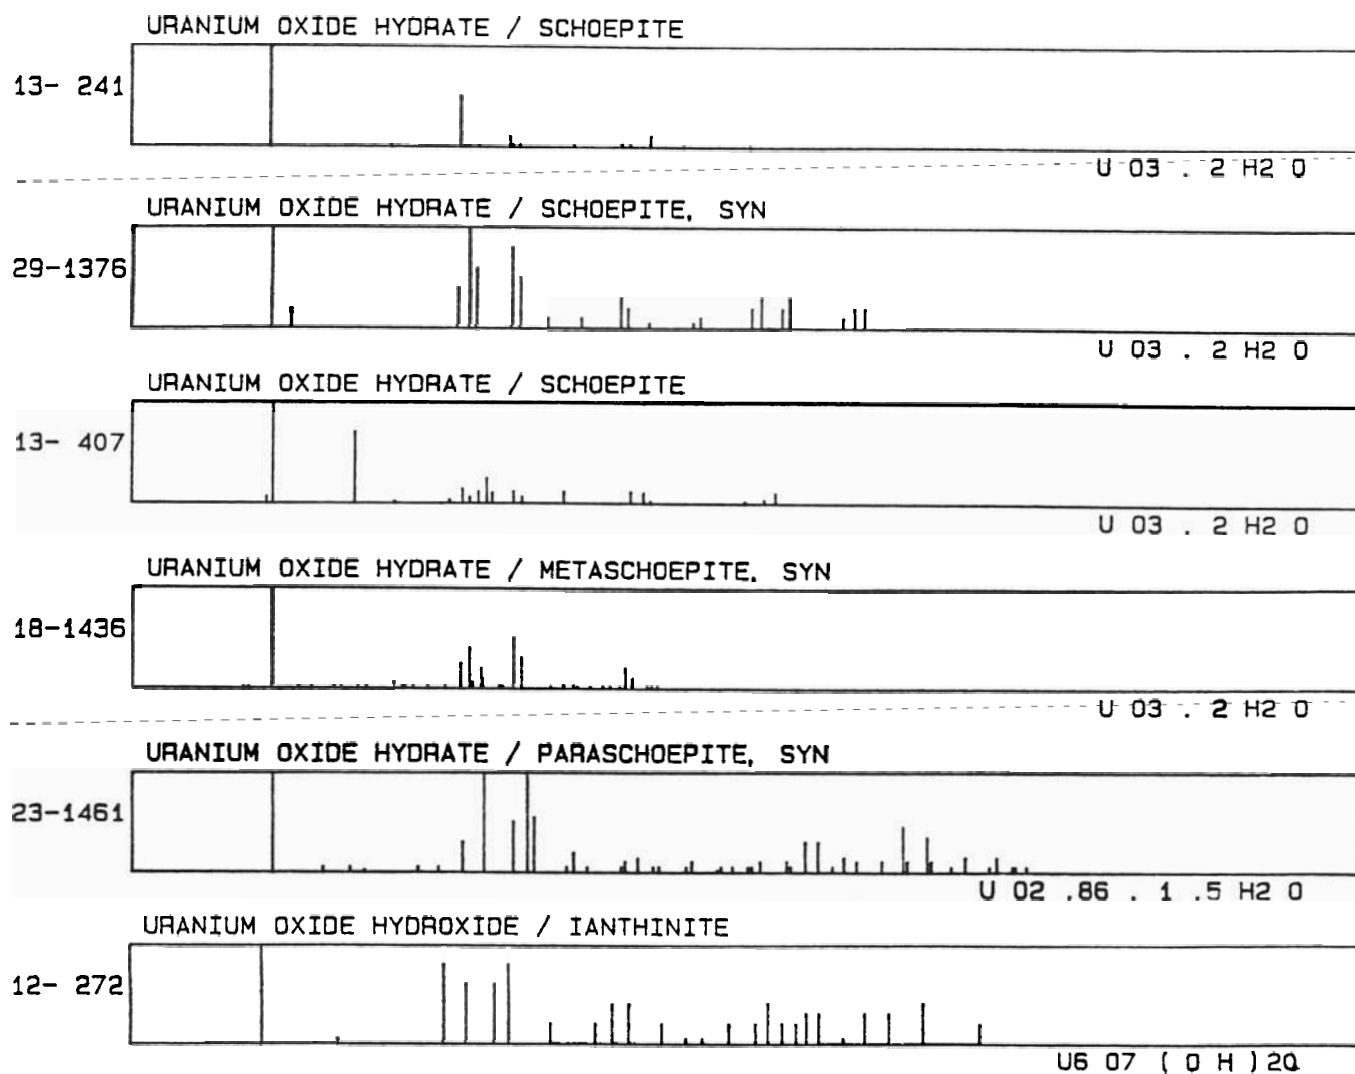 URANIUM OXIDE HYDRATE / SCHOEPITE
13- 241
U O3 . 2 H2 O
URANIUM OXIDE HYDRATE / SCHOEPITE, SYN
29-1376
U O3 . 2 H2 O
URANIUM OXIDE HYDRATE / SCHOEPITE
13- 407
U O3 . 2 H2 O
URANIUM OXIDE HYDRATE / METASCHOEPITE, SYN
18-1436
U O3 . 2 H2 O
URANIUM OXIDE HYDRATE / PARASCHOEPITE, SYN
23-1461
U O2 .86 . 1 .5 H2 O
URANIUM OXIDE HYDROXIDE / IANTHINITE
12- 272
U6 O7 ( O H )20